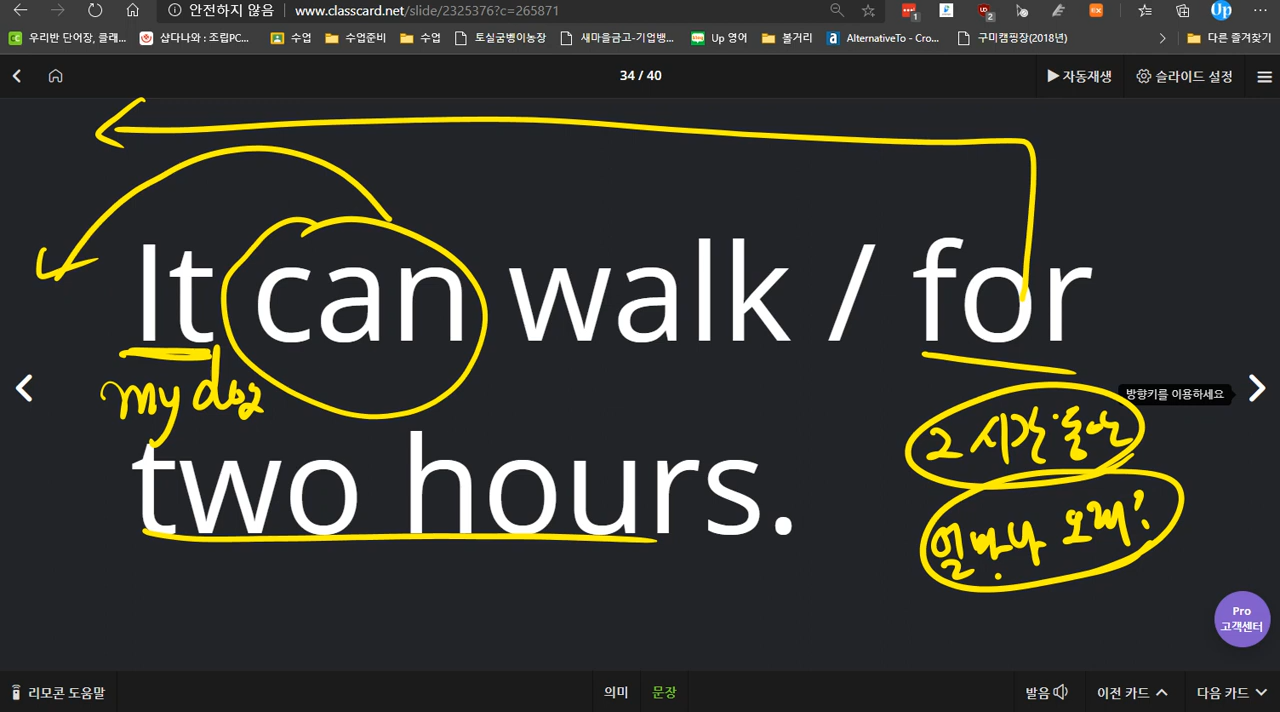 안전하지 않음 | www.classcard.net/slide/2325376?c=265871
1
2
Up
EX
우리반 단어장, 클래... 샵다나와 : 조립PC... 수업 수업준비 수업 토실굼벵이농장 새마을금고-기업뱅... Up 영어 볼거리 AlternativeTo - Cro... 구미캠핑장(2018년) 다른 즐겨찾기
34 / 40
자동재생
슬라이드 설정
It can walk / for
my dog
방향키를 이용하세요
2시간 동안
two hours.
얼마나 오래?
Pro
고객센터
리모콘 도움말
의미
문장
발음
이전 카드
다음 카드